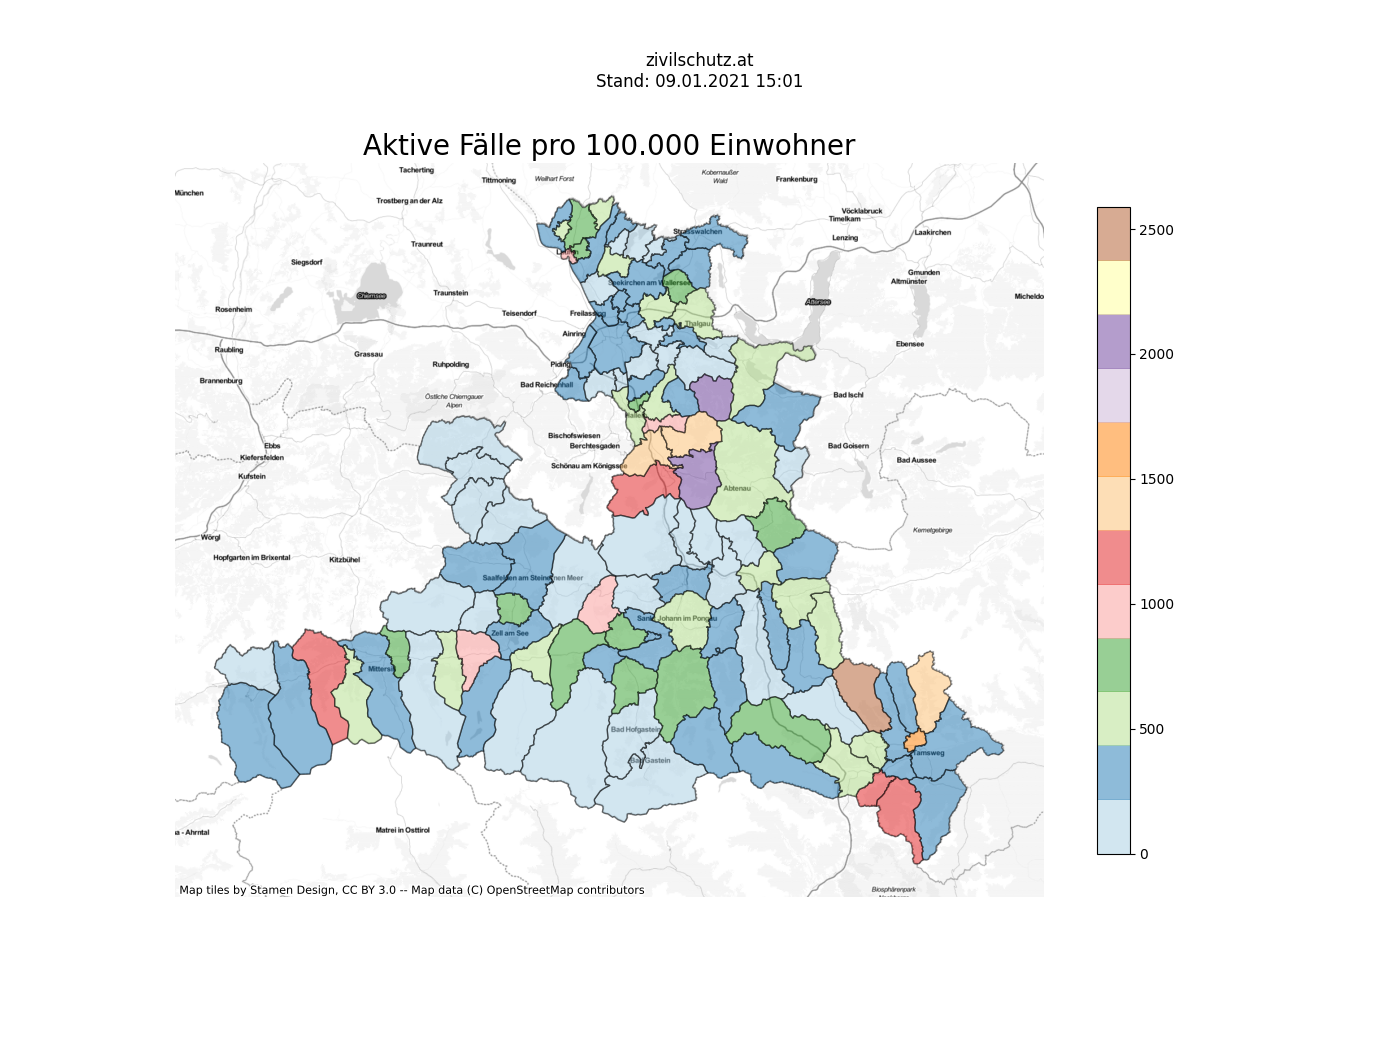 zivilschutz.at
Stand: 09.01.2021 15:01
Aktive Fälle pro 100.000 Einwohner
Tacherting
Tittmoning
Weilhart Forst
Kobernaußer
Wald
Frankenburg
München
Trostberg an der Alz
Vöcklabruck
Timelkam
Straßwalchen
Laakirchen
Lenzing
Traunreut
Siegsdorf
Gmunden
Altmünster
Seekirchen am Wallersee
Chiemsee
Traunstein
Micheldo
Attersee
Rosenheim
Teisendorf
Freilassing
Thalgau
Ainring
Ebensee
Raubling
Grassau
Ruhpolding
Piding
Brannenburg
Bad Reichenhall
Östliche Chiemgauer
Alpen
Bad Ischl
Hallein
Bischofswiesen
Berchtesgaden
Ebbs
Kiefersfelden
Bad Goisern
Bad Aussee
Schönau am Königssee
Kufstein
Abtenau
Kemetgebirge
Wörgl
Hopfgarten im Brixental
Kitzbühel
Saalfelden am Steinernen Meer
Sankt Johann im Pongau
Zell am See
Mittersill
Bad Hofgastein
Tamsweg
Bad Gastein
Matrei in Osttirol
a - Ahrntal
Biosphärenpark
Map tiles by Stamen Design, CC BY 3.0 -- Map data (C) OpenStreetMap contributors
2500
2000
1500
1000
500
0